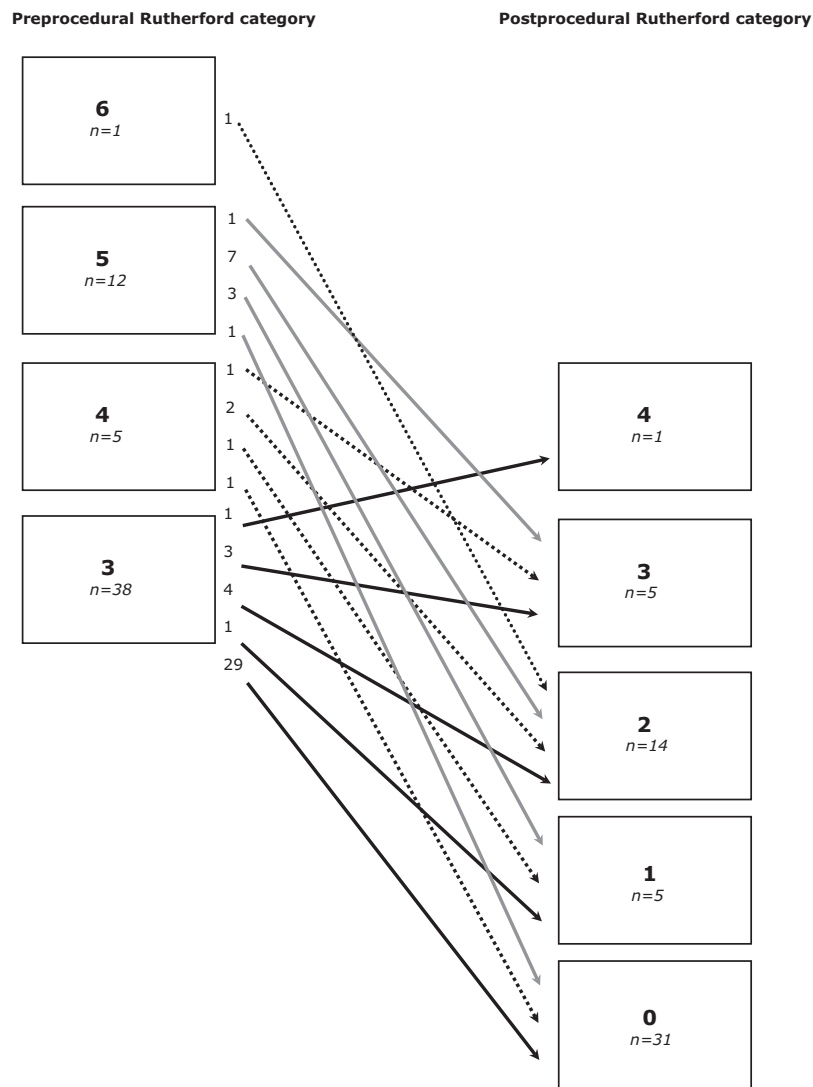 Preprocedural Rutherford category
Postprocedural Rutherford category
6
n=1
1
5
n=12
1
7
3
1
4
n=5
1
2
1
1
3
n=38
1
3
4
1
29
4
n=1
3
n=5
2
n=14
1
n=5
0
n=31